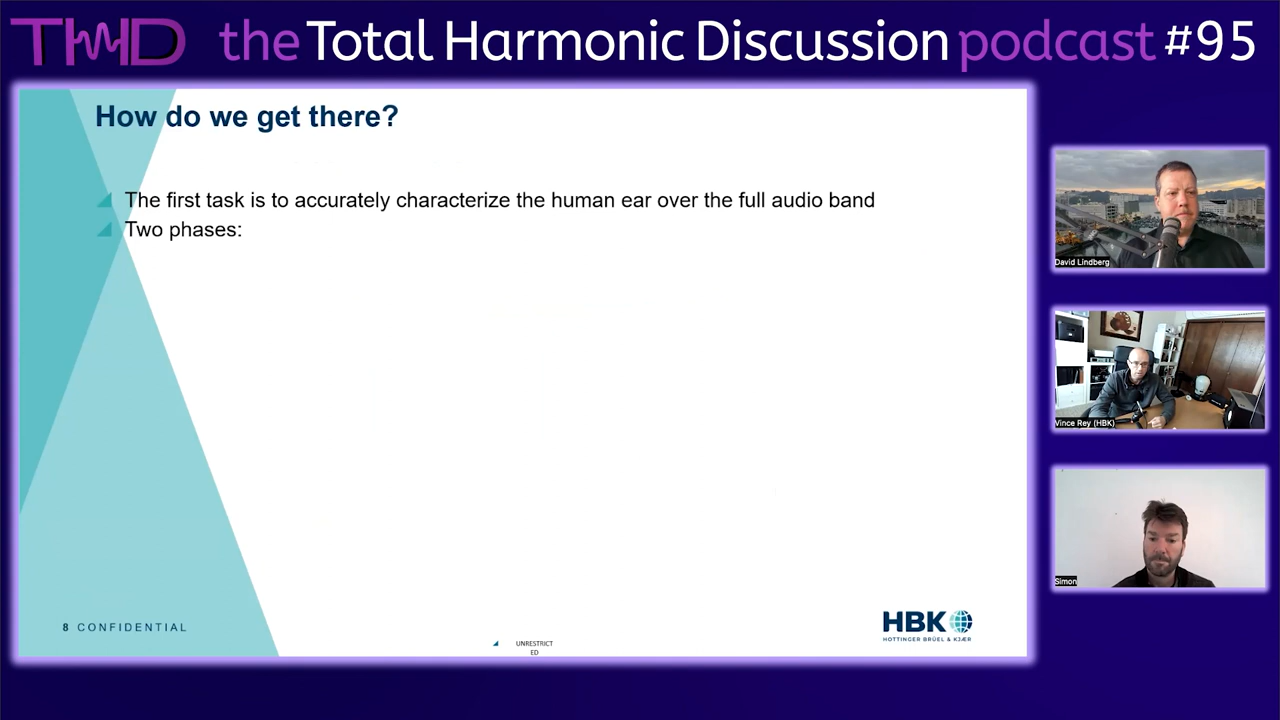 THD the Total Harmonic Discussion podcast #95
How do we get there?
The first task is to accurately characterize the human ear over the full audio band
Two phases:
David Lindberg
Vince Rey (HBK)
Simon
8 CONFIDENTIAL
UNRESTRICT
ED
HBK
HOTTINGER BRÜEL & KJÆR